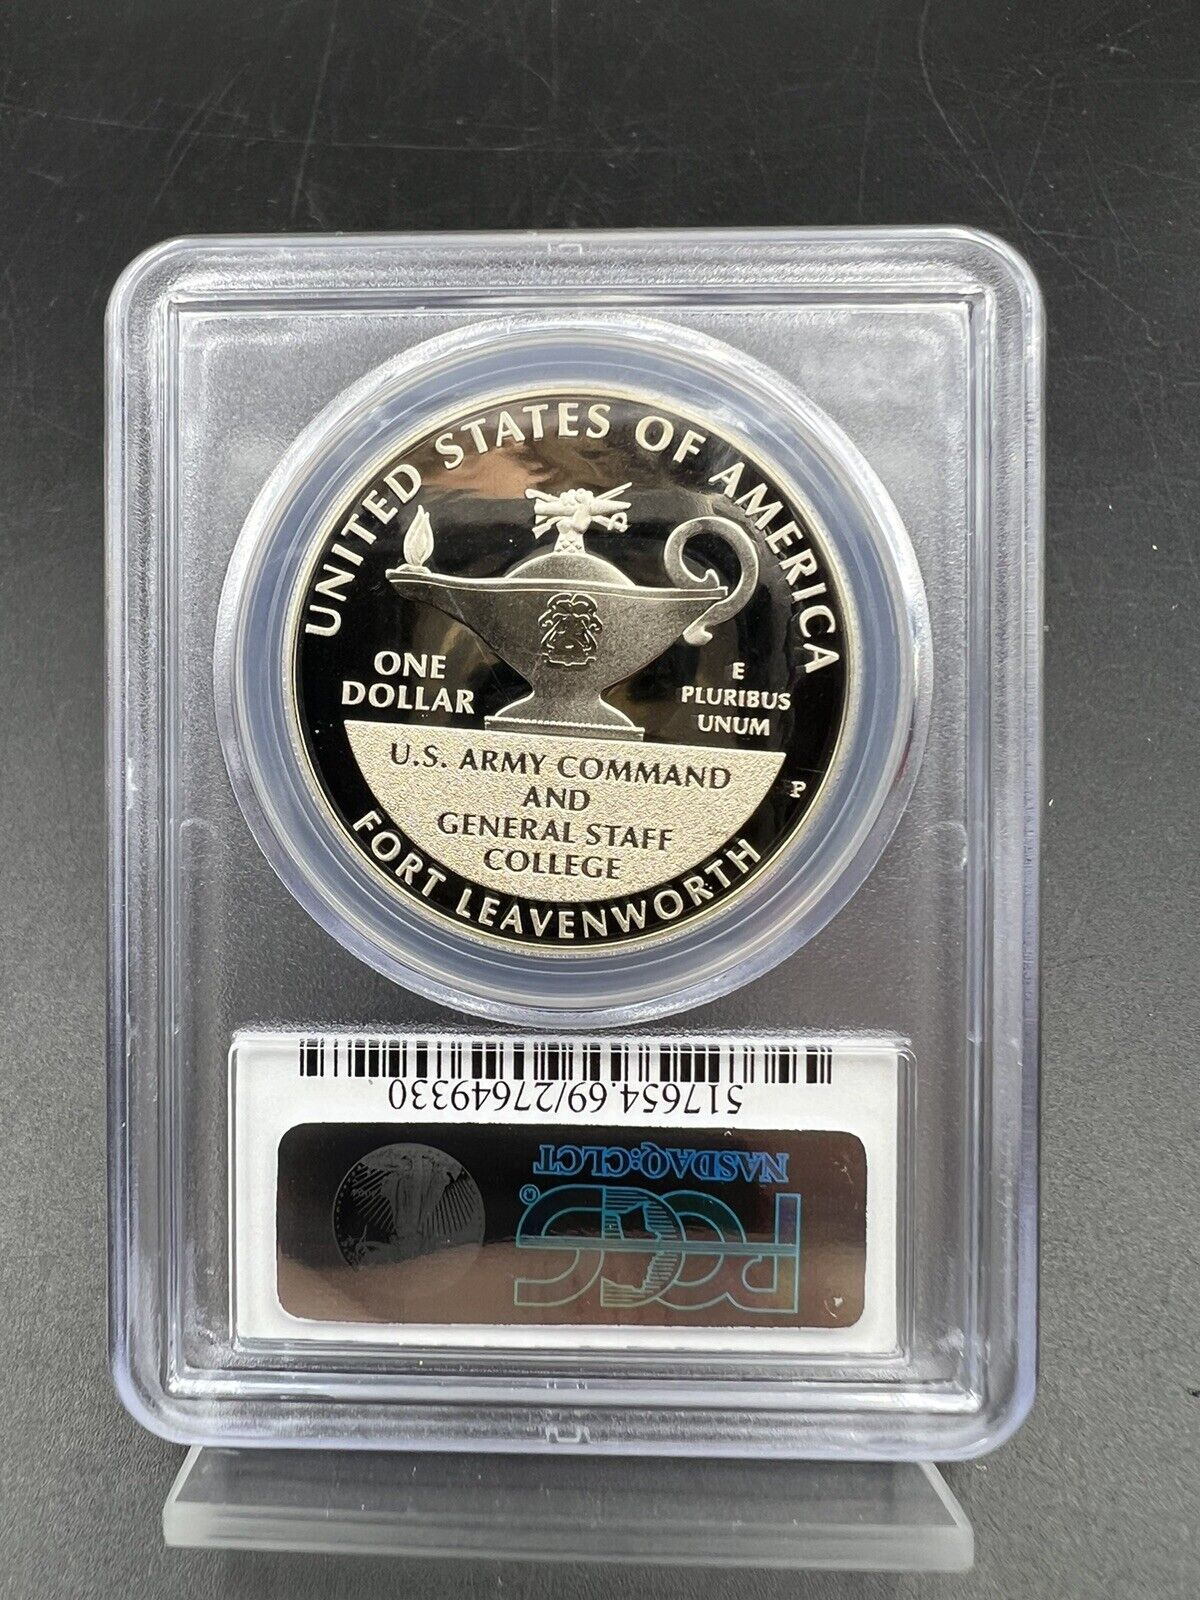 UNITED STATES OF AMERICA
ONE
DOLLAR
E
PLURIBUS
UNUM
U.S. ARMY COMMAND
AND
GENERAL STAFF
COLLEGE
P
FORT LEAVENWORTH
517654.69/27649330
NASDAQ:CLCT
PCGS®